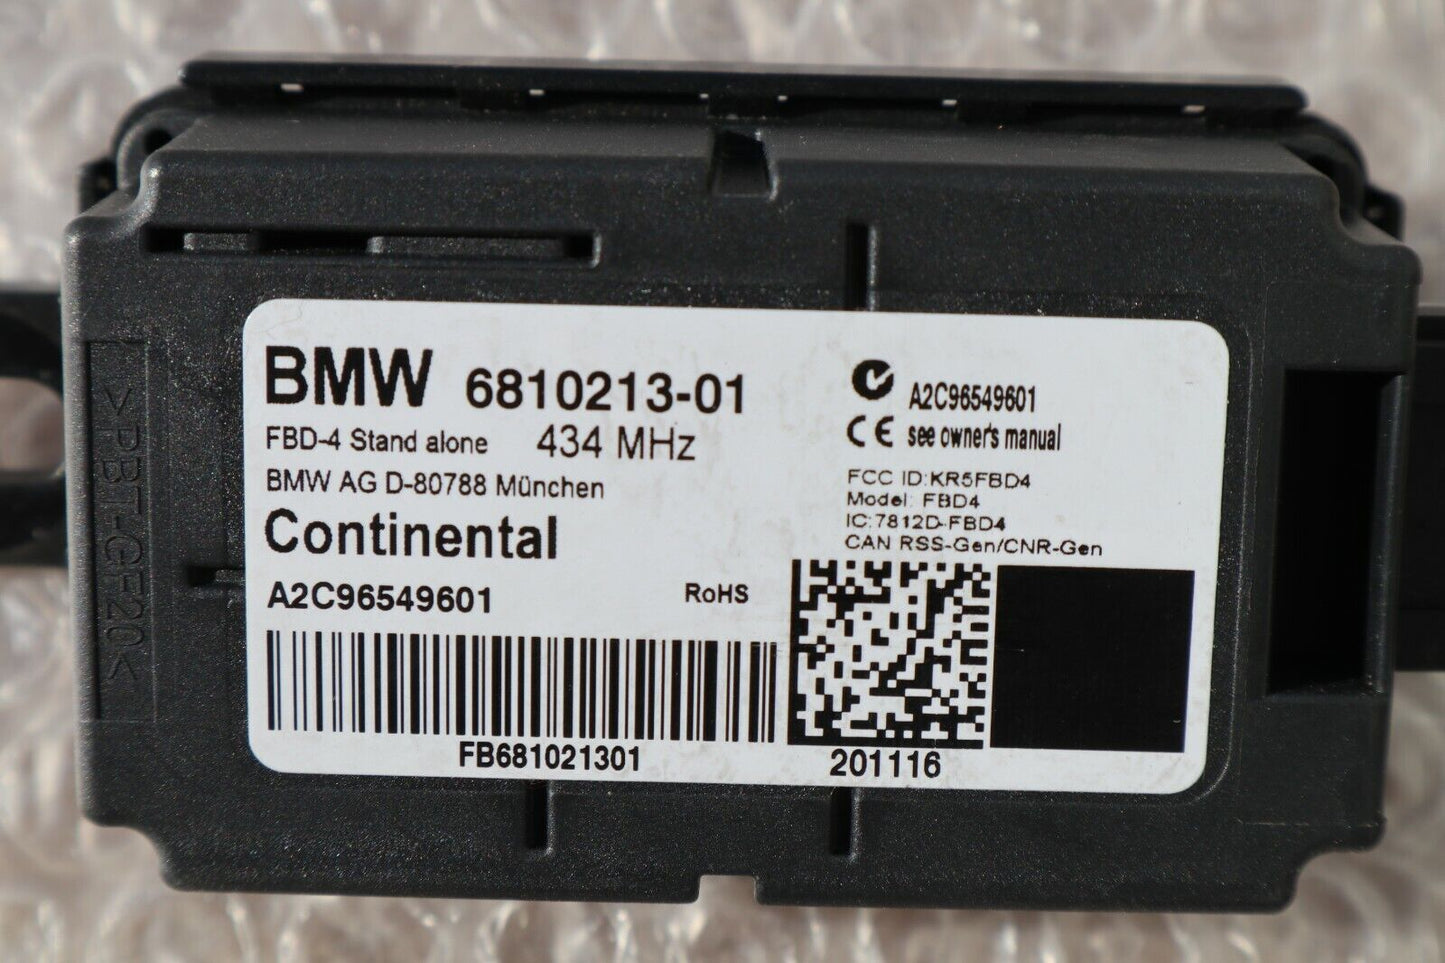 BMW 6810213-01
FBD-4 Stand alone 434 MHz
BMW AG D-80788 München
Continental
A2C96549601
RoHS
FB681021301
A2C96549601
CE see owner's manual
FCC ID:KR5FBD4
Model: FBD4
IC:7812D-FBD4
CAN RSS-Gen/CNR-Gen
201116
>PBT-GF20<